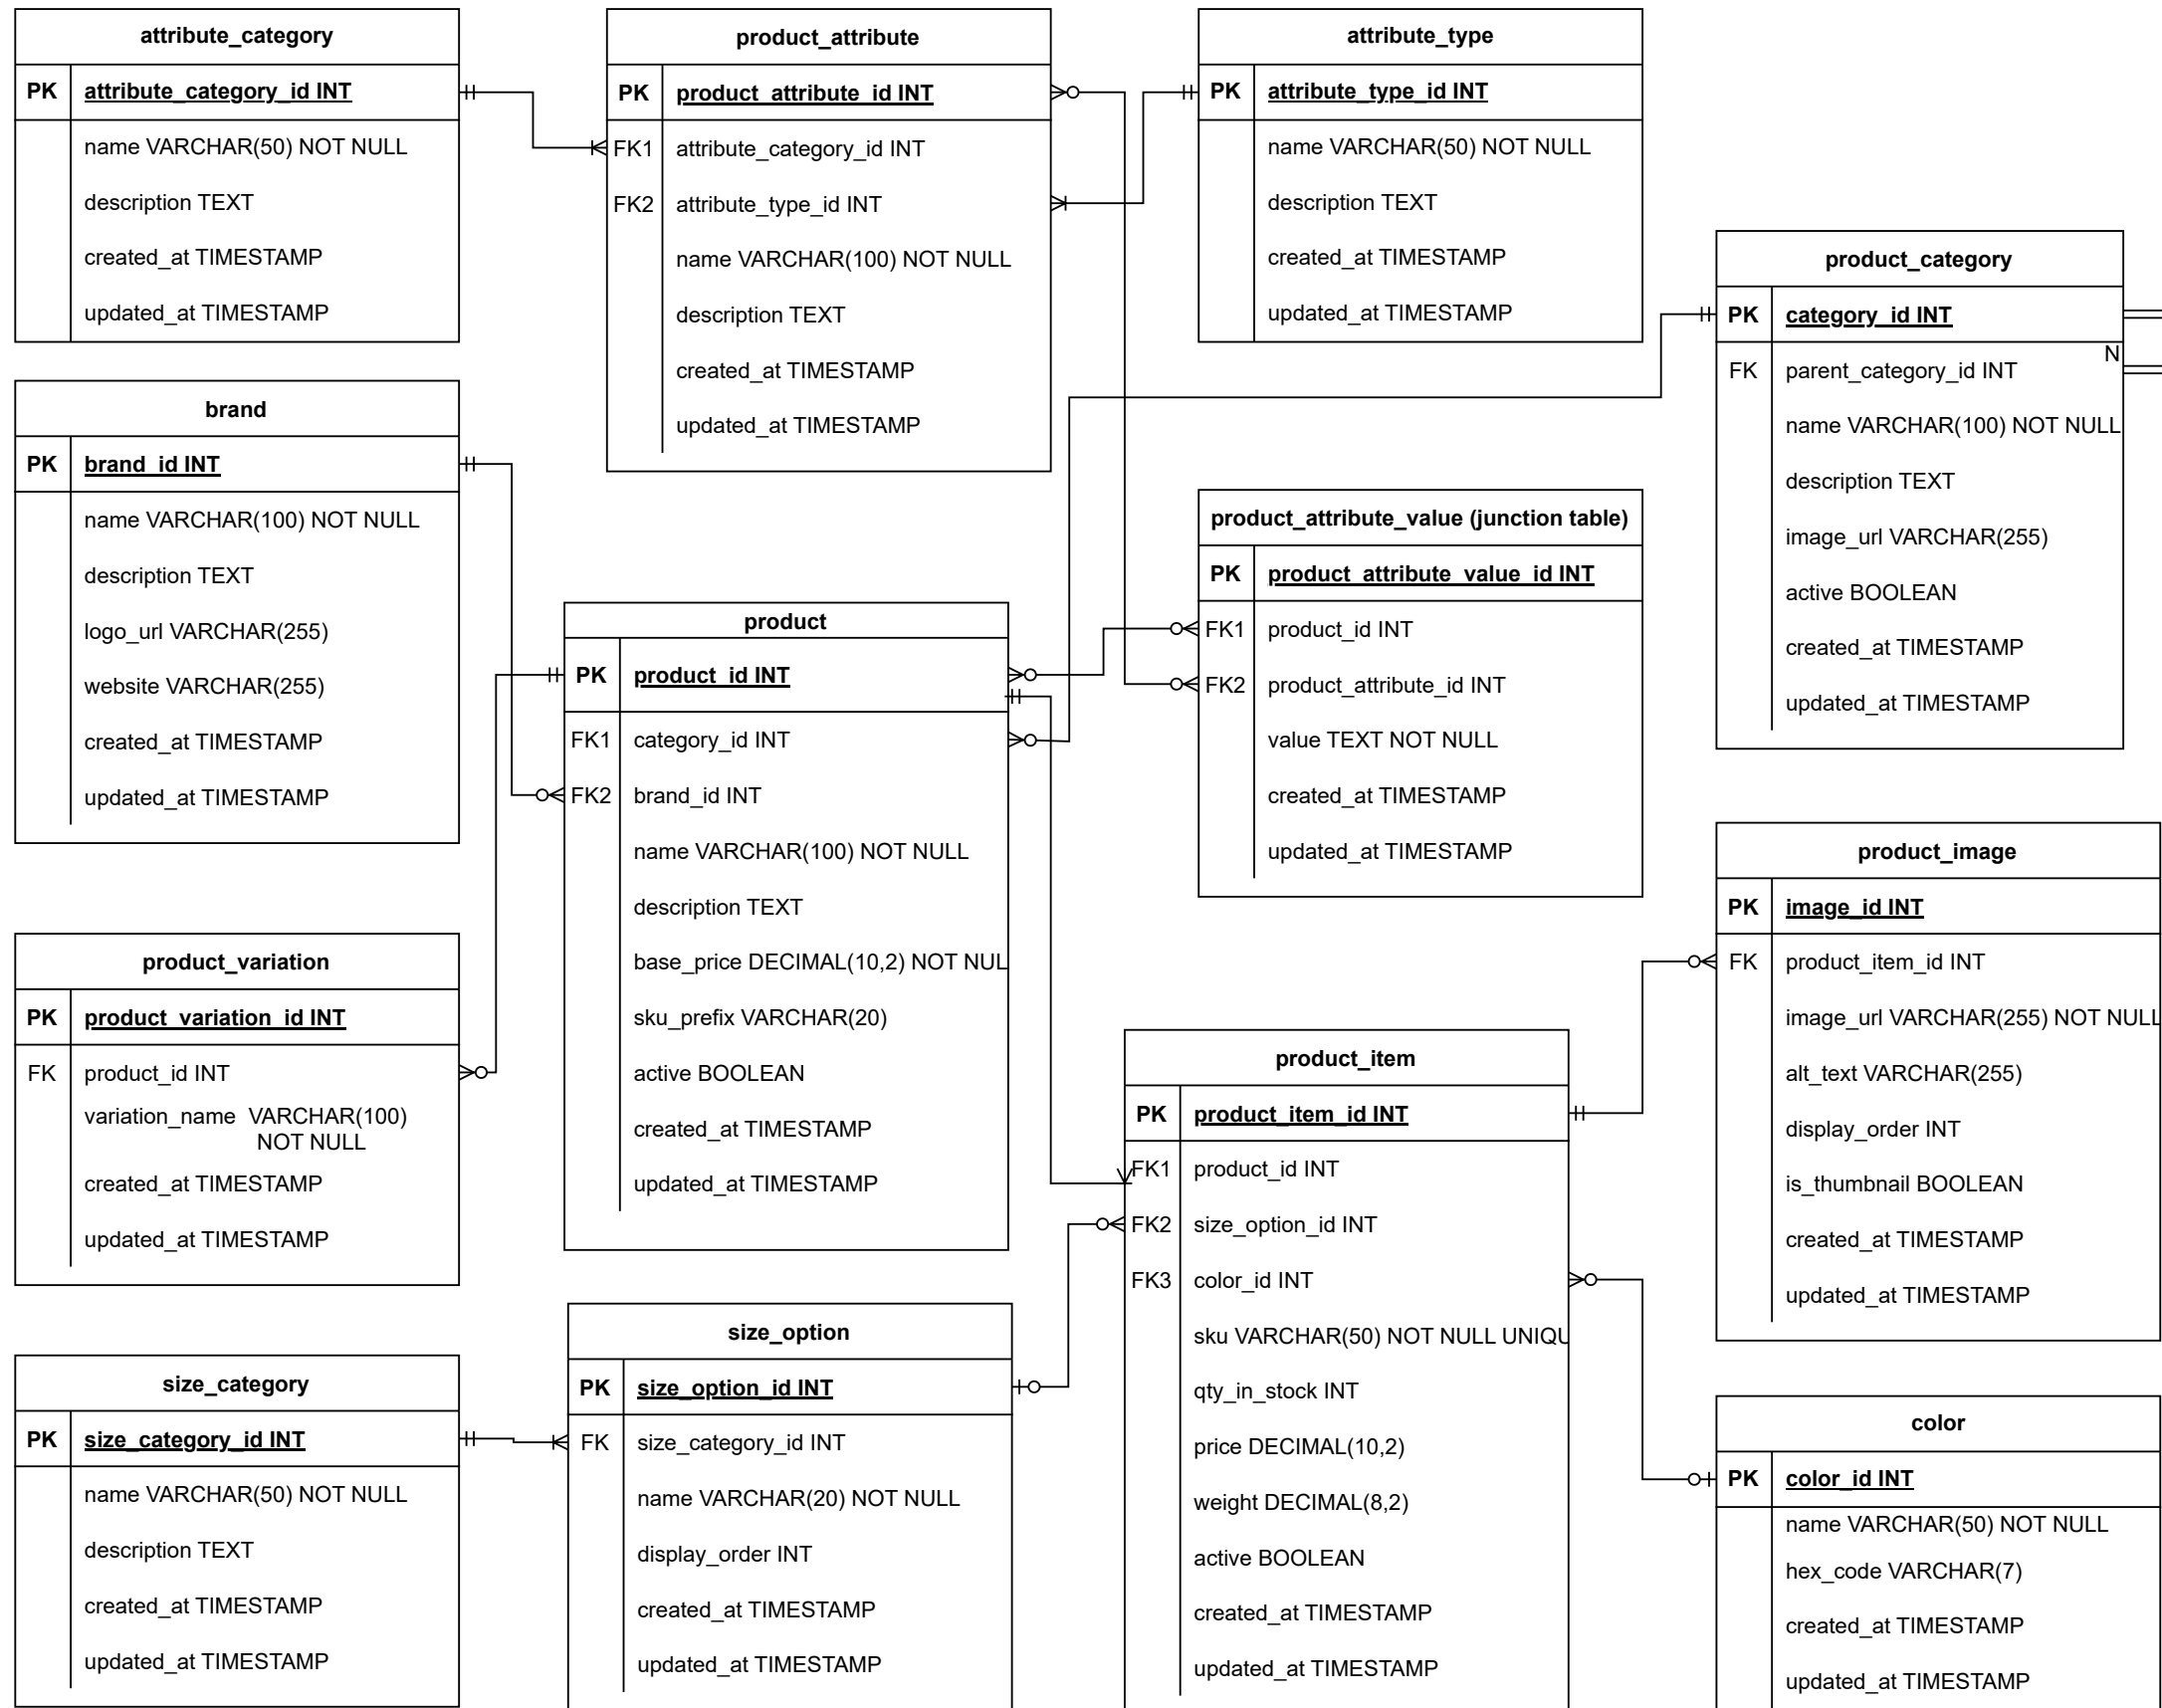 attribute_category
PK attribute_category_id INT
name VARCHAR(50) NOT NULL
description TEXT
created_at TIMESTAMP
updated_at TIMESTAMP
product_attribute
PK product_attribute_id INT
FK1 attribute_category_id INT
FK2 attribute_type_id INT
name VARCHAR(100) NOT NULL
description TEXT
created_at TIMESTAMP
updated_at TIMESTAMP
attribute_type
PK attribute_type_id INT
name VARCHAR(50) NOT NULL
description TEXT
created_at TIMESTAMP
updated_at TIMESTAMP
product_category
PK category_id INT
N
FK parent_category_id INT
name VARCHAR(100) NOT NULL
description TEXT
image_url VARCHAR(255)
active BOOLEAN
created_at TIMESTAMP
updated_at TIMESTAMP
brand
PK brand_id INT
name VARCHAR(100) NOT NULL
description TEXT
logo_url VARCHAR(255)
website VARCHAR(255)
created_at TIMESTAMP
updated_at TIMESTAMP
product
PK product_id INT
FK1 category_id INT
FK2 brand_id INT
name VARCHAR(100) NOT NULL
description TEXT
base_price DECIMAL(10,2) NOT NUL
sku_prefix VARCHAR(20)
active BOOLEAN
created_at TIMESTAMP
updated_at TIMESTAMP
product_attribute_value (junction table)
PK product_attribute_value_id INT
FK1 product_id INT
FK2 product_attribute_id INT
value TEXT NOT NULL
created_at TIMESTAMP
updated_at TIMESTAMP
product_image
PK image_id INT
FK product_item_id INT
image_url VARCHAR(255) NOT NULL
alt_text VARCHAR(255)
display_order INT
is_thumbnail BOOLEAN
created_at TIMESTAMP
updated_at TIMESTAMP
product_variation
PK product_variation_id INT
FK product_id INT
variation_name VARCHAR(100)
NOT NULL
created_at TIMESTAMP
updated_at TIMESTAMP
product_item
PK product_item_id INT
FK1 product_id INT
FK2 size_option_id INT
FK3 color_id INT
sku VARCHAR(50) NOT NULL UNIQU
qty_in_stock INT
price DECIMAL(10,2)
weight DECIMAL(8,2)
active BOOLEAN
created_at TIMESTAMP
updated_at TIMESTAMP
size_category
PK size_category_id INT
name VARCHAR(50) NOT NULL
description TEXT
created_at TIMESTAMP
updated_at TIMESTAMP
size_option
PK size_option_id INT
FK size_category_id INT
name VARCHAR(20) NOT NULL
display_order INT
created_at TIMESTAMP
updated_at TIMESTAMP
color
PK color_id INT
name VARCHAR(50) NOT NULL
hex_code VARCHAR(7)
created_at TIMESTAMP
updated_at TIMESTAMP